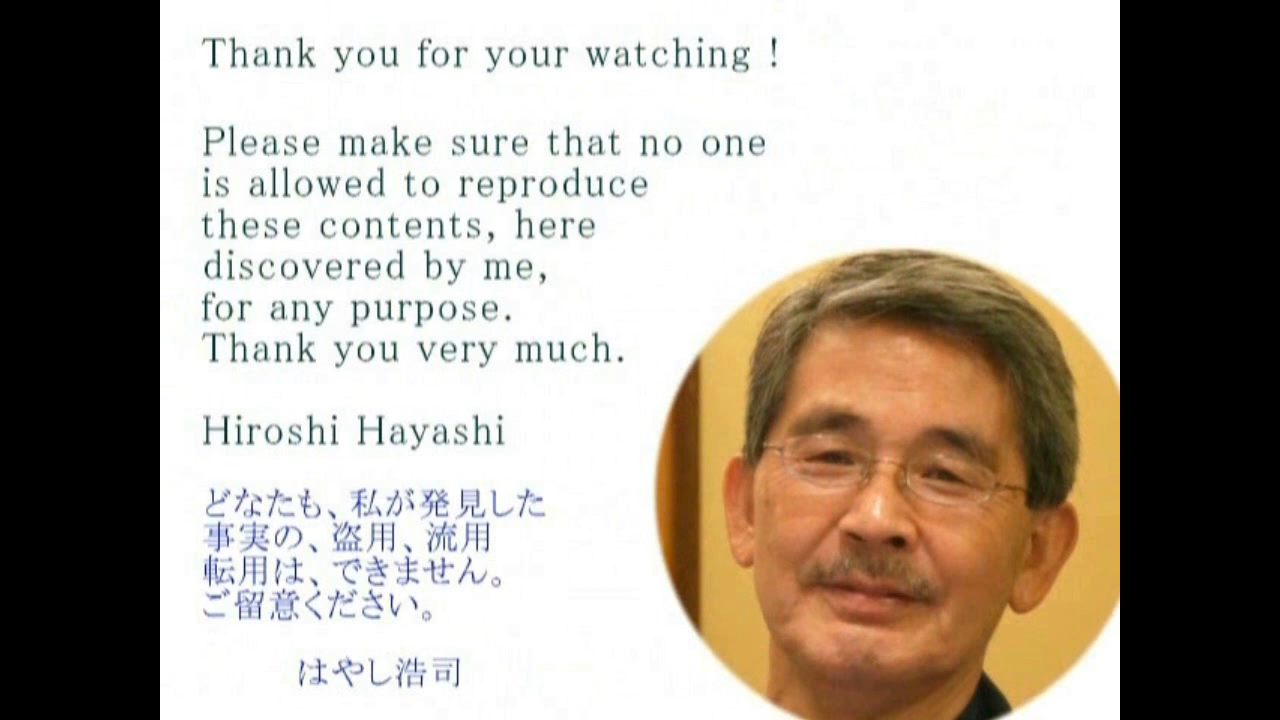 Thank you for your watching !
Please make sure that no one
is allowed to reproduce
these contents, here
discovered by me,
for any purpose.
Thank you very much.
Hiroshi Hayashi
どなたも、私が発見した
事実の、盗用、流用
転用は、できません。
ご留意ください。
はやし浩司